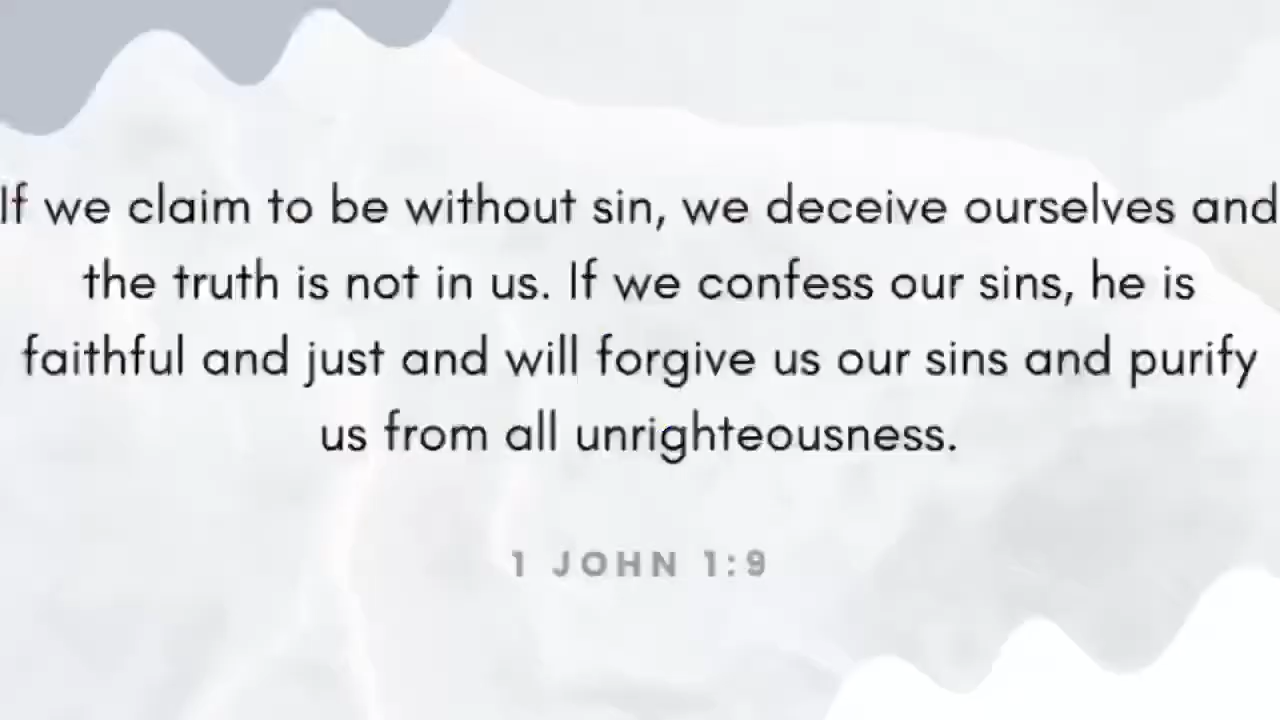 If we claim to be without sin, we deceive ourselves and
the truth is not in us. If we confess our sins, he is
faithful and just and will forgive us our sins and purify
us from all unrighteousness.
1 JOHN 1:9